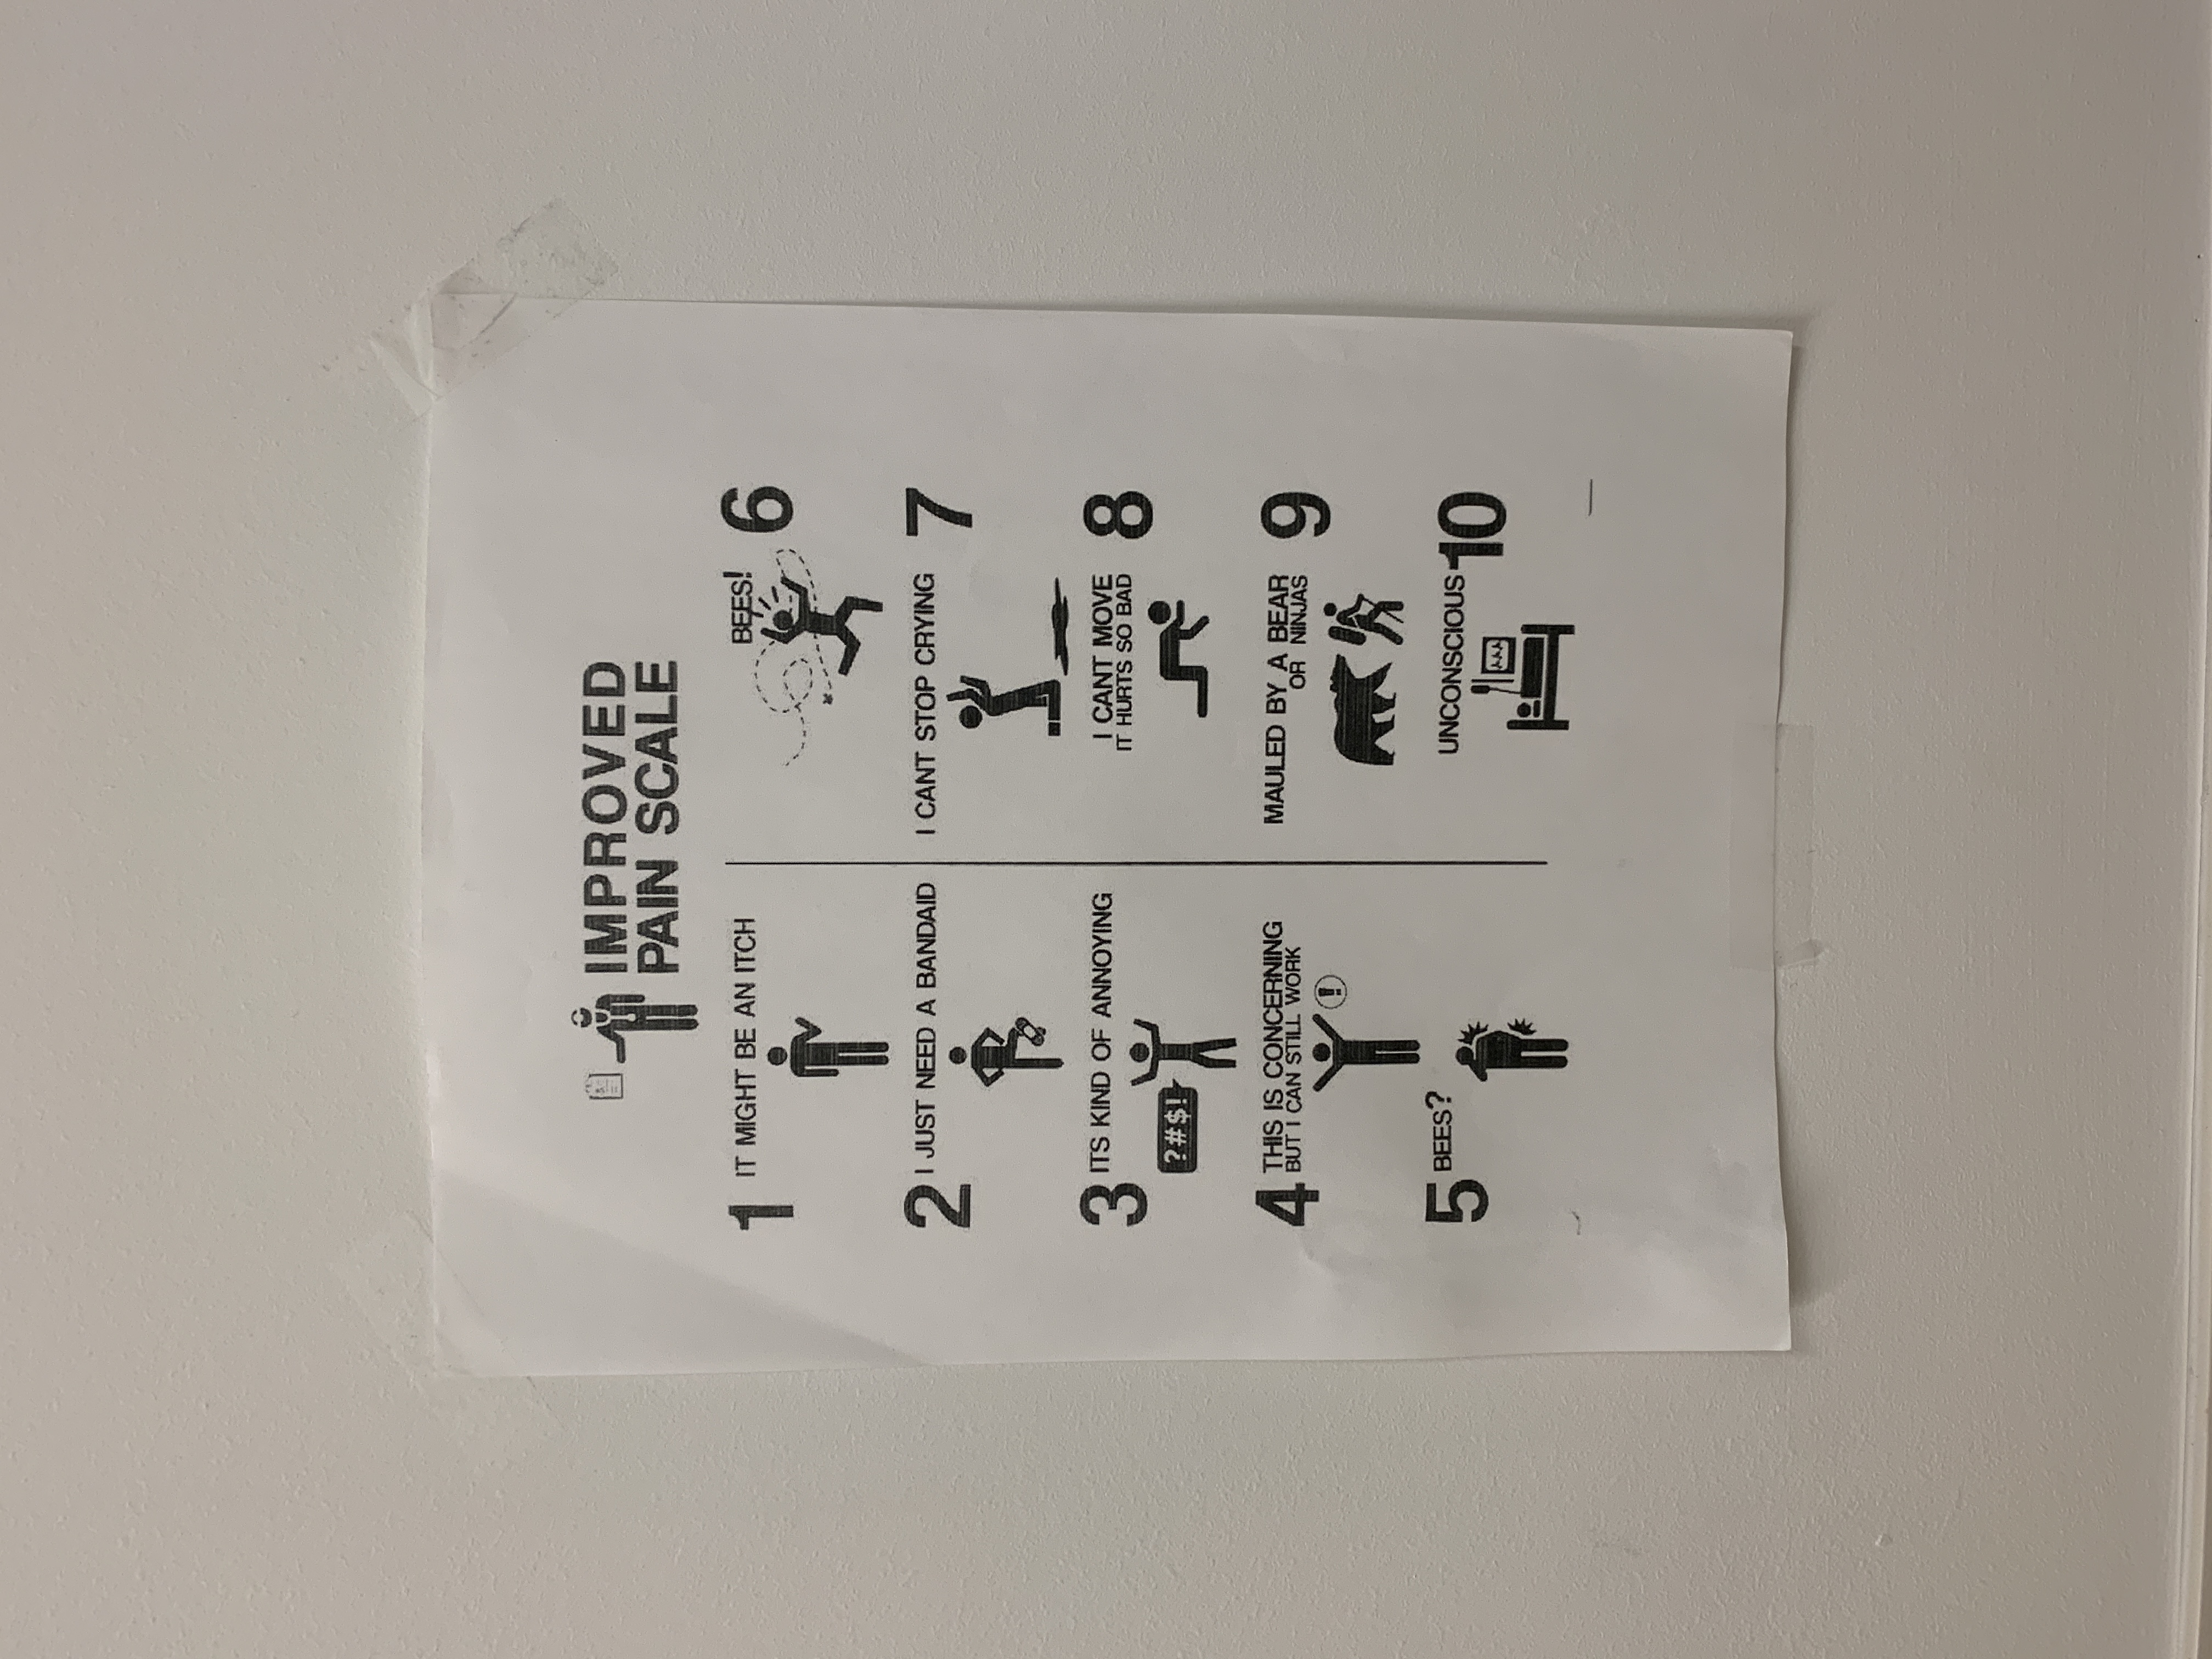 IMPROVED
PAIN SCALE
1 IT MIGHT BE AN ITCH
2 I JUST NEED A BANDAID
3 ITS KIND OF ANNOYING
?#$!
4 THIS IS CONCERNING
BUT I CAN STILL WORK
!
5 BEES?
BEES! 6
I CANT STOP CRYING 7
I CANT MOVE 8
IT HURTS SO BAD
MAULED BY A BEAR 9
OR NINJAS
UNCONSCIOUS 10